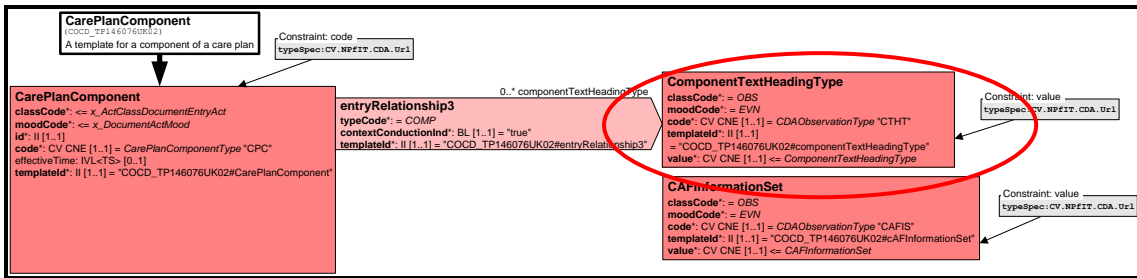 CarePlanComponent
(COCD_TP146076UK02)
A template for a component of a care plan
Constraint: code
typeSpec:CV.NPfIT.CDA.Url
CarePlanComponent
classCode*: <= x_ActClassDocumentEntryAct
moodCode*: <= x_DocumentActMood
id*: II [1..1]
code*: CV CNE [1..1] = CarePlanComponentType "CPC"
effectiveTime: IVL<TS> [0..1]
templateId*: II [1..1] = "COCD_TP146076UK02#CarePlanComponent"
0..* componentTextHeadingType
entryRelationship3
typeCode*: = COMP
contextConductionInd*: BL [1..1] = "true"
templateId*: II [1..1] = "COCD_TP146076UK02#entryRelationship3"
ComponentTextHeadingType
classCode*: = OBS
moodCode*: = EVN
code*: CV CNE [1..1] = CDAObservationType "CTHT"
templateId*: II [1..1]
= "COCD_TP146076UK02#componentTextHeadingType"
value*: CV CNE [1..1] <= ComponentTextHeadingType
Constraint: value
typeSpec:CV.NPfIT.CDA.Url
CAFInformationSet
classCode*: = OBS
moodCode*: = EVN
code*: CV CNE [1..1] = CDAObservationType "CAFIS"
templateId*: II [1..1] = "COCD_TP146076UK02#cAFInformationSet"
value*: CV CNE [1..1] <= CAFInformationSet
Constraint: value
typeSpec:CV.NPfIT.CDA.Url